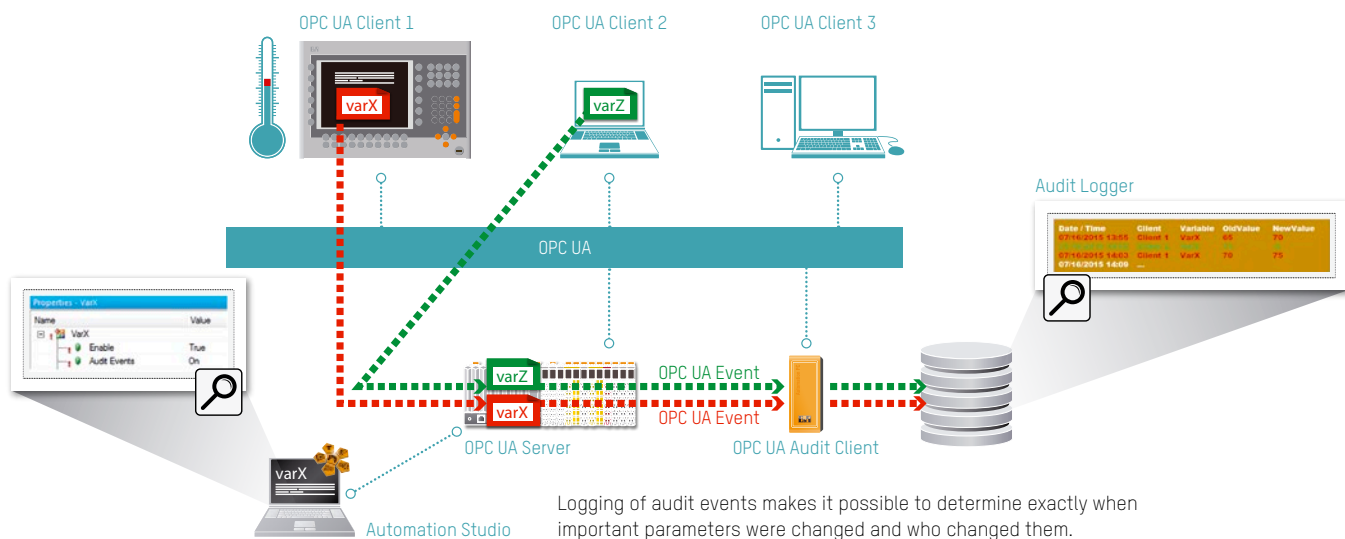 OPC UA Client 1
OPC UA Client 2
OPC UA Client 3
varX
varZ
Audit Logger
Date / Time Client Variable OldValue NewValue
07/16/2015 13:55 Client 1 VarX 65 70
07/16/2015 14:03 Client 1 VarX 70 75
07/16/2015 14:09 ...
OPC UA
Properties - VarX
Name Value
VarX
Enable True
Audit Events On
varZ
OPC UA Event
varX
OPC UA Event
OPC UA Server
OPC UA Audit Client
varX
Automation Studio
Logging of audit events makes it possible to determine exactly when
important parameters were changed and who changed them.